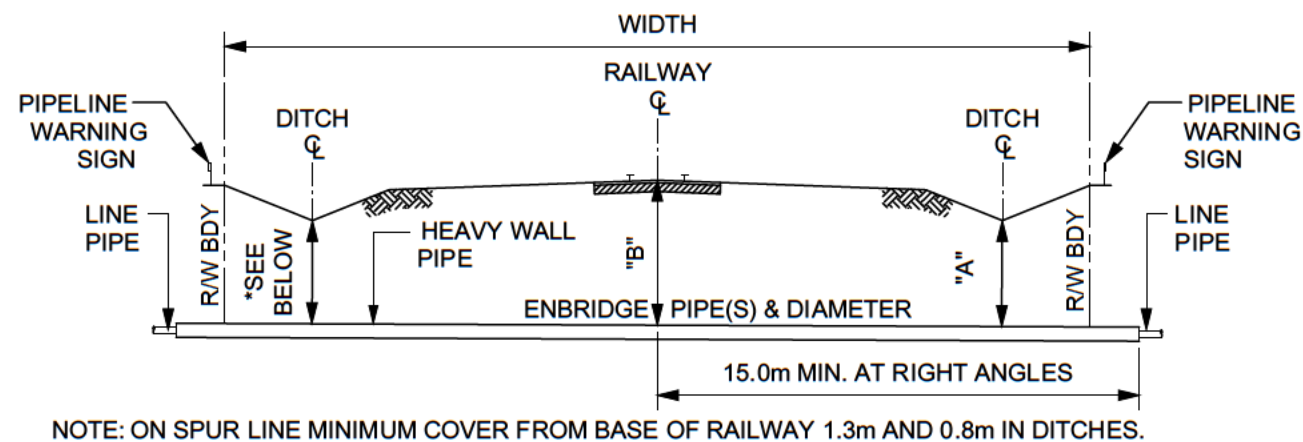 WIDTH
RAILWAY
℄
PIPELINE
WARNING
SIGN
DITCH
℄
DITCH
℄
PIPELINE
WARNING
SIGN
LINE
PIPE
R/W BDY
*SEE
BELOW
HEAVY WALL
PIPE
"B"
"A"
R/W BDY
LINE
PIPE
ENBRIDGE PIPE(S) & DIAMETER
15.0m MIN. AT RIGHT ANGLES
NOTE: ON SPUR LINE MINIMUM COVER FROM BASE OF RAILWAY 1.3m AND 0.8m IN DITCHES.